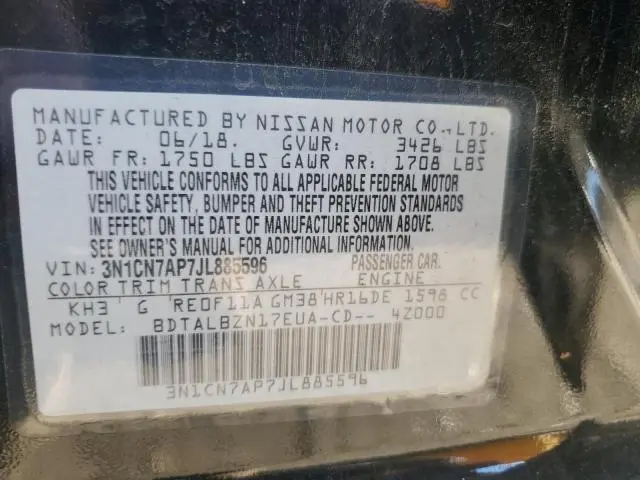 MANUFACTURED BY NISSAN MOTOR CO., LTD.
DATE: 06/18. GVWR: 3426 LBS
GAWR FR: 1750 LBS GAWR RR: 1708 LBS
THIS VEHICLE CONFORMS TO ALL APPLICABLE FEDERAL MOTOR
VEHICLE SAFETY, BUMPER AND THEFT PREVENTION STANDARDS
IN EFFECT ON THE DATE OF MANUFACTURE SHOWN ABOVE.
SEE OWNER'S MANUAL FOR ADDITIONAL INFORMATION.
VIN: 3N1CN7AP7JL885596 PASSENGER CAR.
COLOR TRIM TRANS AXLE ENGINE
KH3 G RE0F11A GM38 HR16DE 1598 CC
MODEL: BDTALBZN17EUA-CD-- 4Z000
3N1CN7AP7JL885596